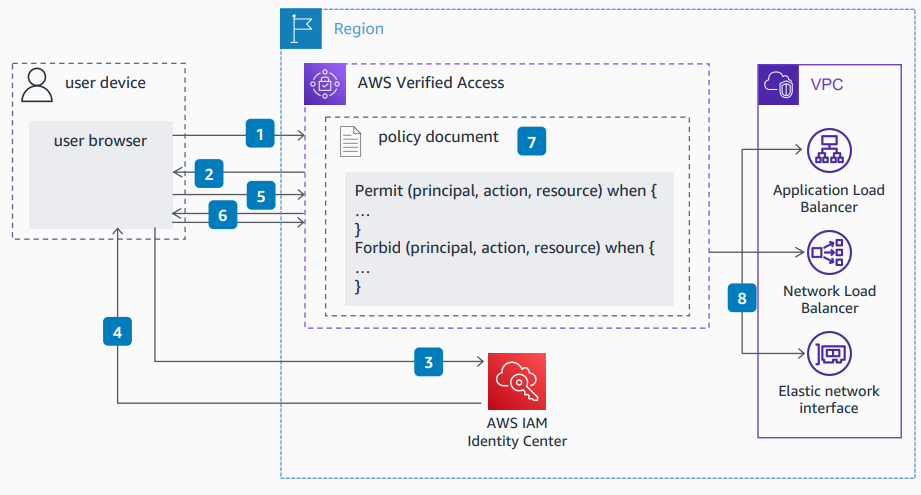 Region
user device
AWS Verified Access
VPC
user browser
1
policy document
7
2
5
6
Permit (principal, action, resource) when {
...
}
Forbid (principal, action, resource) when {
...
}
Application Load
Balancer
Network Load
Balancer
8
4
3
Elastic network
interface
AWS IAM
Identity Center